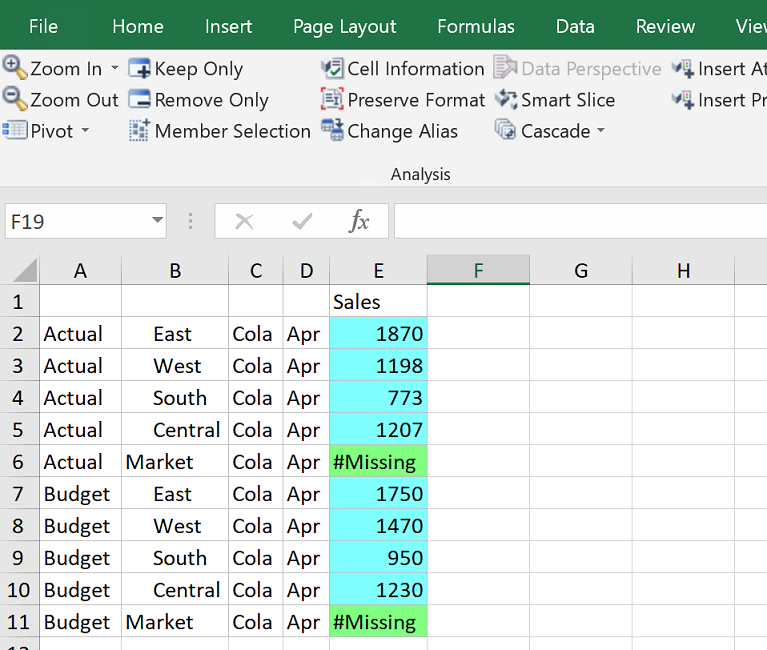 File Home Insert Page Layout Formulas Data Review
Zoom In Keep Only Cell Information Data Perspective Insert
Zoom Out Remove Only Preserve Format Smart Slice Insert
Pivot Member Selection Change Alias Cascade
Analysis
F19 fx
A B C D E F G H
1 Sales
2 Actual East Cola Apr 1870
3 Actual West Cola Apr 1198
4 Actual South Cola Apr 773
5 Actual Central Cola Apr 1207
6 Actual Market Cola Apr #Missing
7 Budget East Cola Apr 1750
8 Budget West Cola Apr 1470
9 Budget South Cola Apr 950
10 Budget Central Cola Apr 1230
11 Budget Market Cola Apr #Missing